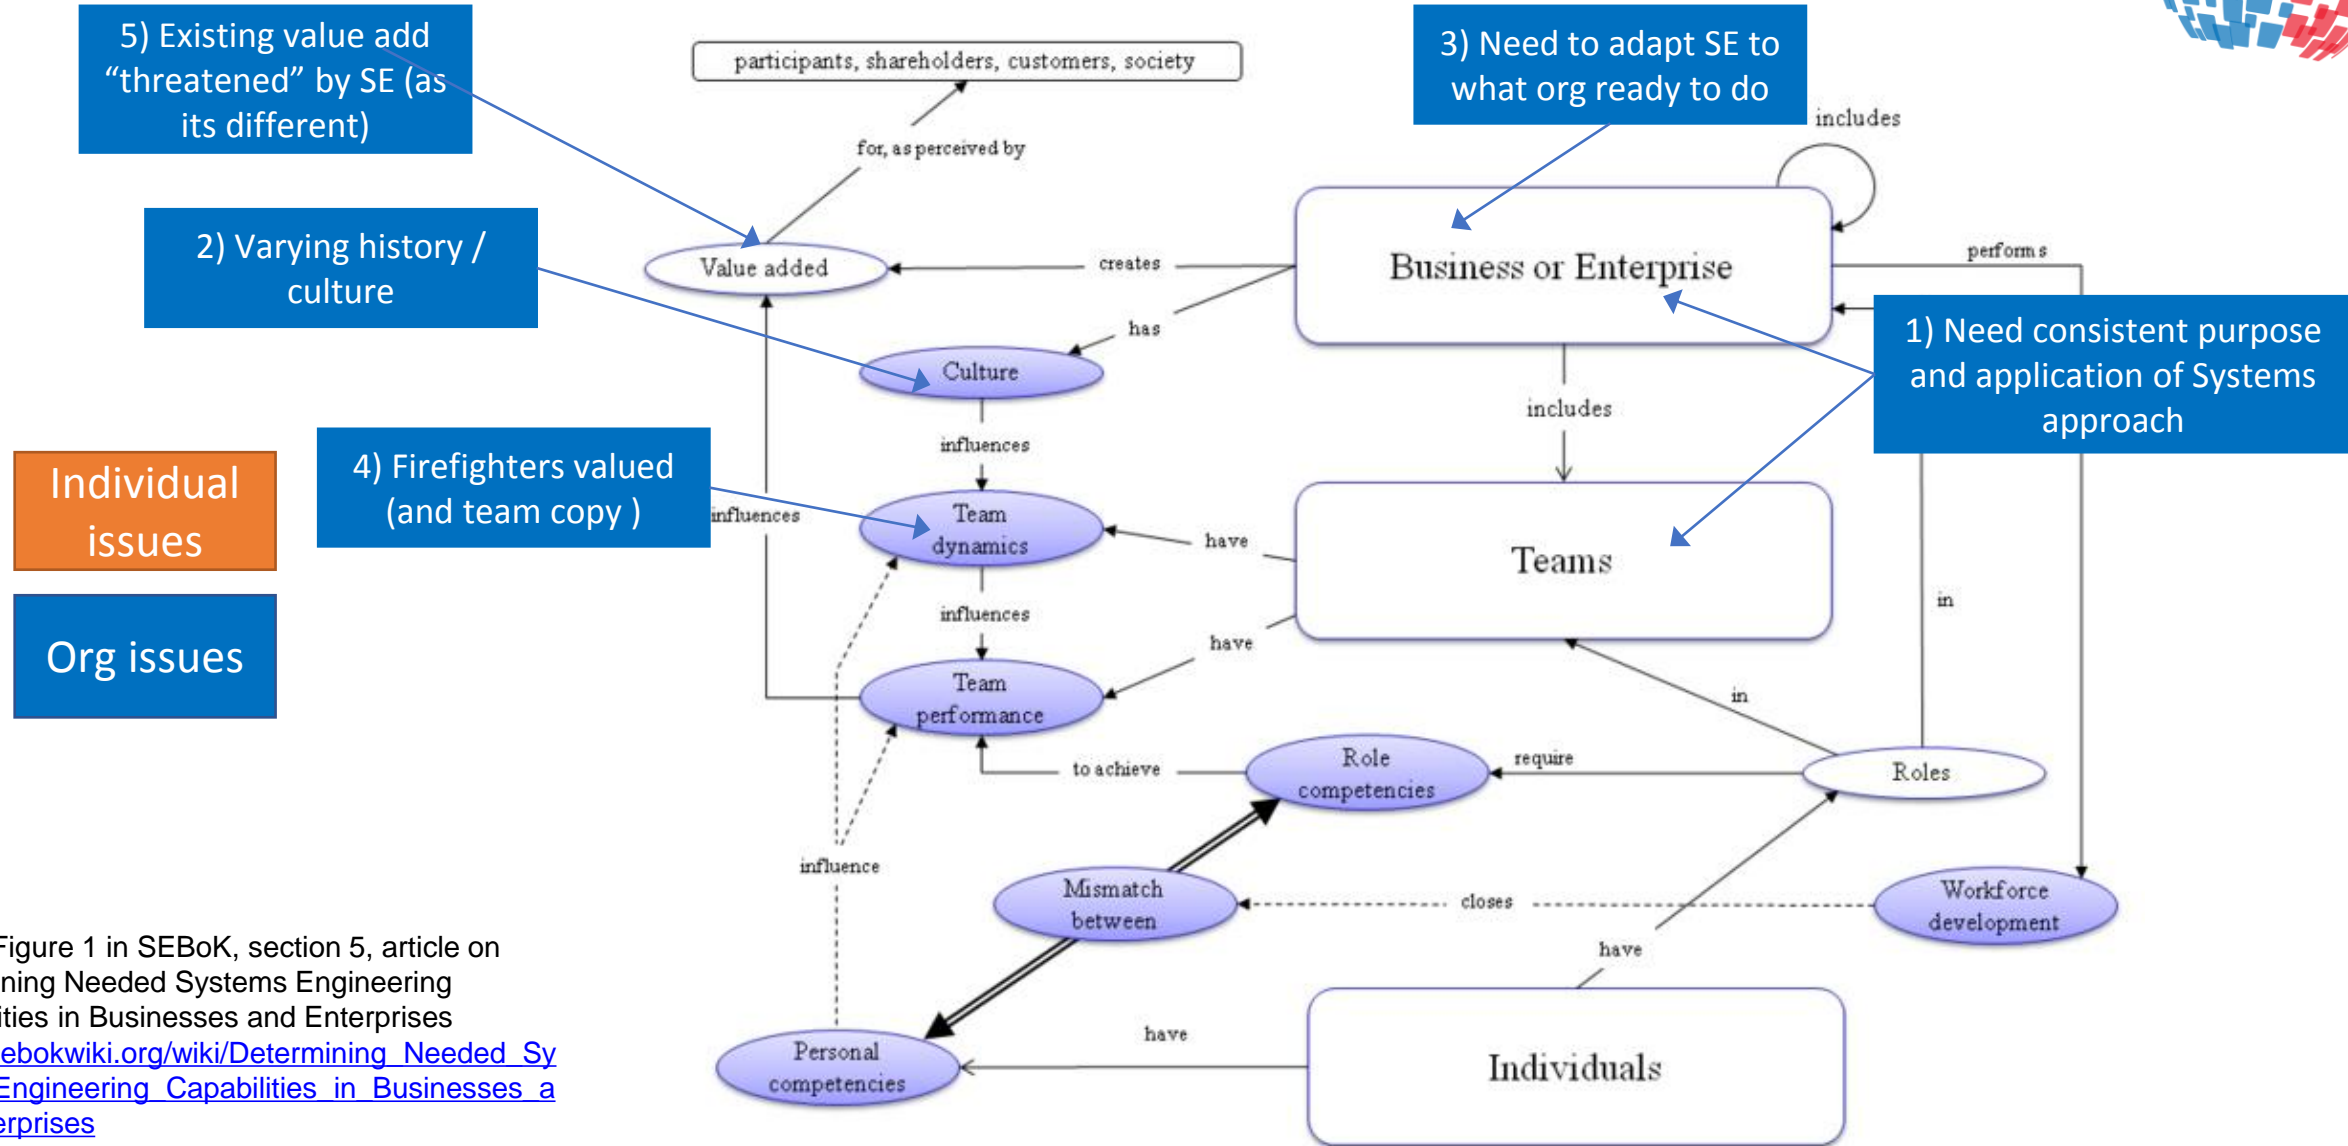 5) Existing value add
“threatened” by SE (as
its different)
participants, shareholders, customers, society
3) Need to adapt SE to
what org ready to do
includes
for, as perceived by
2) Varying history /
culture
Value added
creates
Business or Enterprise
performs
has
1) Need consistent purpose
and application of Systems
approach
Culture
includes
influences
Individual
issues
4) Firefighters valued
(and team copy )
influences
Team
dynamics
have
Teams
Org issues
influences
have
in
Team
performance
in
to achieve
Role
competencies
require
Roles
influence
Mismatch
between
closes
Workforce
development
have
Figure 1 in SEBoK, section 5, article on
ning Needed Systems Engineering
ities in Businesses and Enterprises
ebokwiki.org/wiki/Determining_Needed_Sy
Engineering_Capabilities_in_Businesses_a
erprises
Personal
competencies
have
Individuals